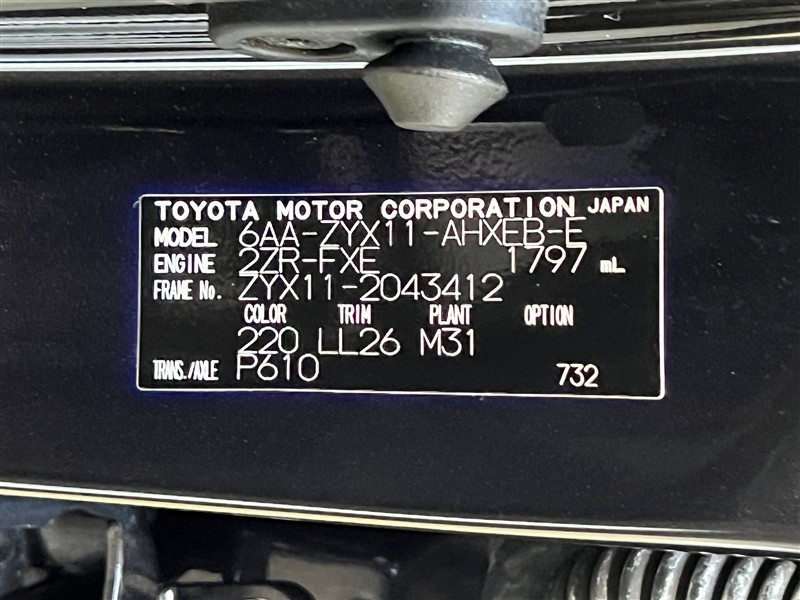 TOYOTA MOTOR CORPORATION JAPAN
MODEL 6AA-ZYX11-AHXEB-E
ENGINE 2ZR-FXE 1797 mL
FRAME No. ZYX11-2043412
COLOR TRIM PLANT OPTION
220 LL26 M31
TRANS./AXLE P610 732